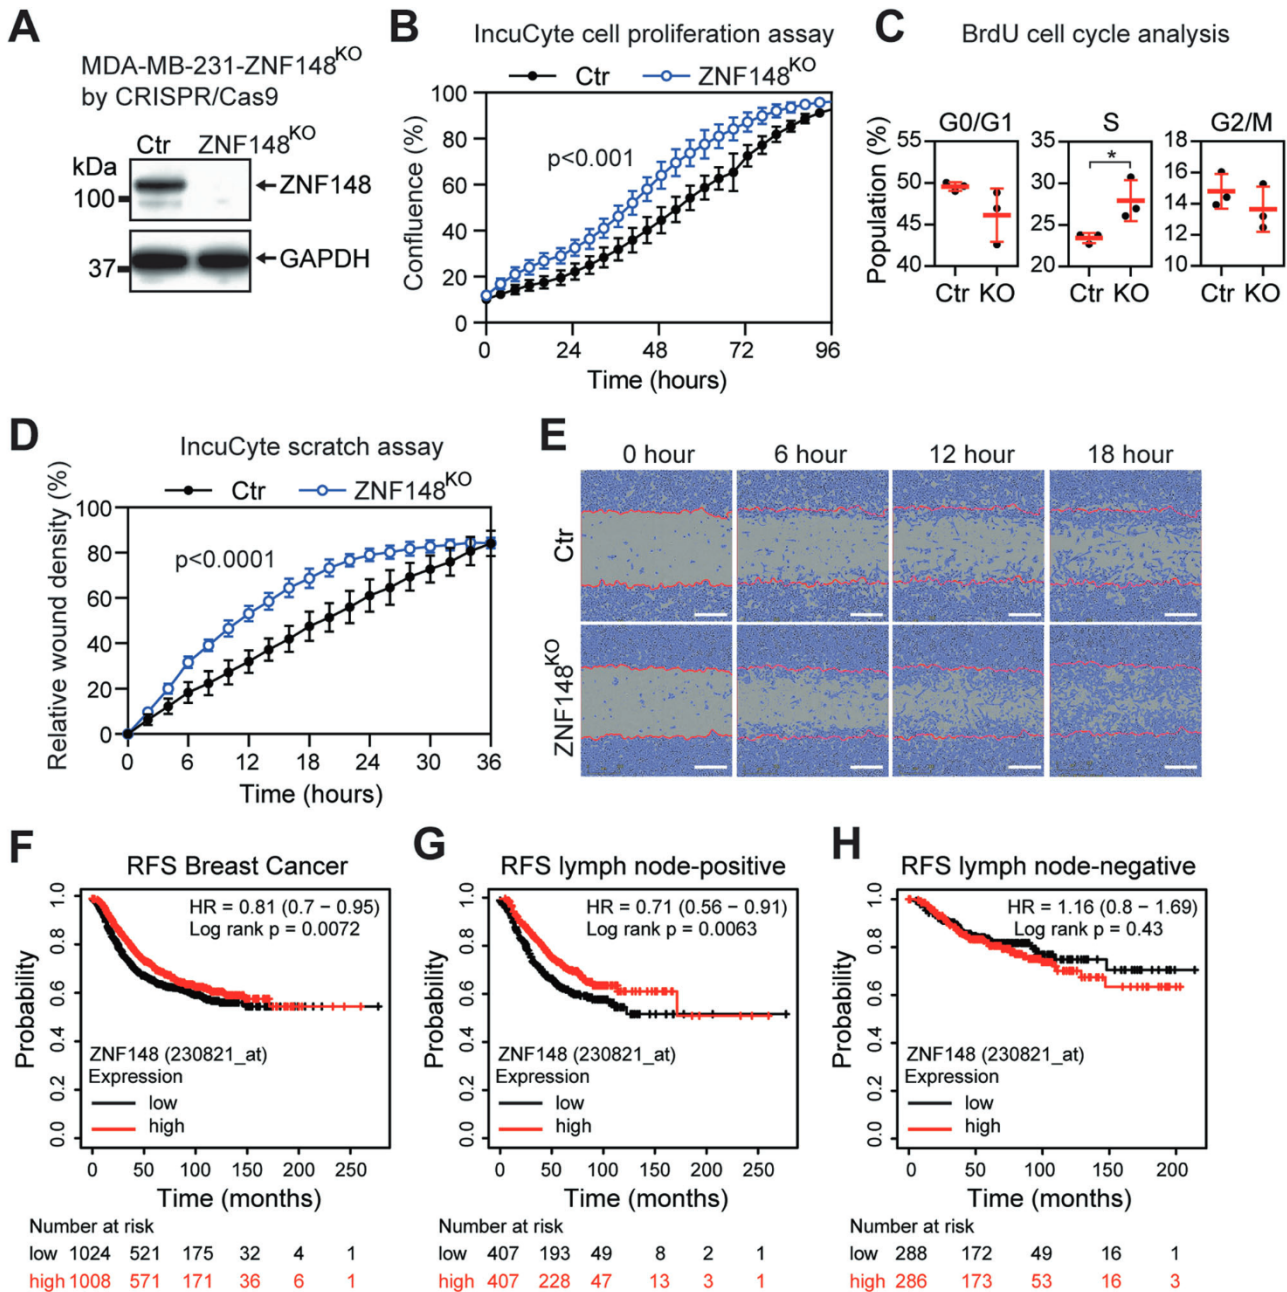 A
MDA-MB-231-ZNF148KO
by CRISPR/Cas9
Ctr ZNF148KO
kDa
100
ZNF148
37
GAPDH
B
IncuCyte cell proliferation assay
Ctr ZNF148KO
Confluence (%)
100
80
60
40
20
0
p<0.001
0 24 48 72 96
Time (hours)
C
BrdU cell cycle analysis
Population (%)
G0/G1
55
50
45
40
Ctr KO
S
35
30
25
20
*
Ctr KO
G2/M
18
16
14
12
10
Ctr KO
D
IncuCyte scratch assay
Ctr ZNF148KO
Relative wound density (%)
100
80
60
40
20
0
p<0.0001
0 6 12 18 24 30 36
Time (hours)
E
0 hour 6 hour 12 hour 18 hour
Ctr
ZNF148KO
F
RFS Breast Cancer
HR = 0.81 (0.7 – 0.95)
Log rank p = 0.0072
Probability
1.0
0.8
0.6
0.4
0.2
0.0
ZNF148 (230821_at)
Expression
low
high
0 50 100 150 200 250
Time (months)
Number at risk
low 1024 521 175 32 4 1
high 1008 571 171 36 6 1
G
RFS lymph node-positive
HR = 0.71 (0.56 – 0.91)
Log rank p = 0.0063
Probability
1.0
0.8
0.6
0.4
0.2
0.0
ZNF148 (230821_at)
Expression
low
high
0 50 100 150 200 250
Time (months)
Number at risk
low 407 193 49 8 2 1
high 407 228 47 13 3 1
H
RFS lymph node-negative
HR = 1.16 (0.8 – 1.69)
Log rank p = 0.43
Probability
1.0
0.8
0.6
0.4
0.2
0.0
ZNF148 (230821_at)
Expression
low
high
0 50 100 150 200
Time (months)
Number at risk
low 288 172 49 16 1
high 286 173 53 16 3